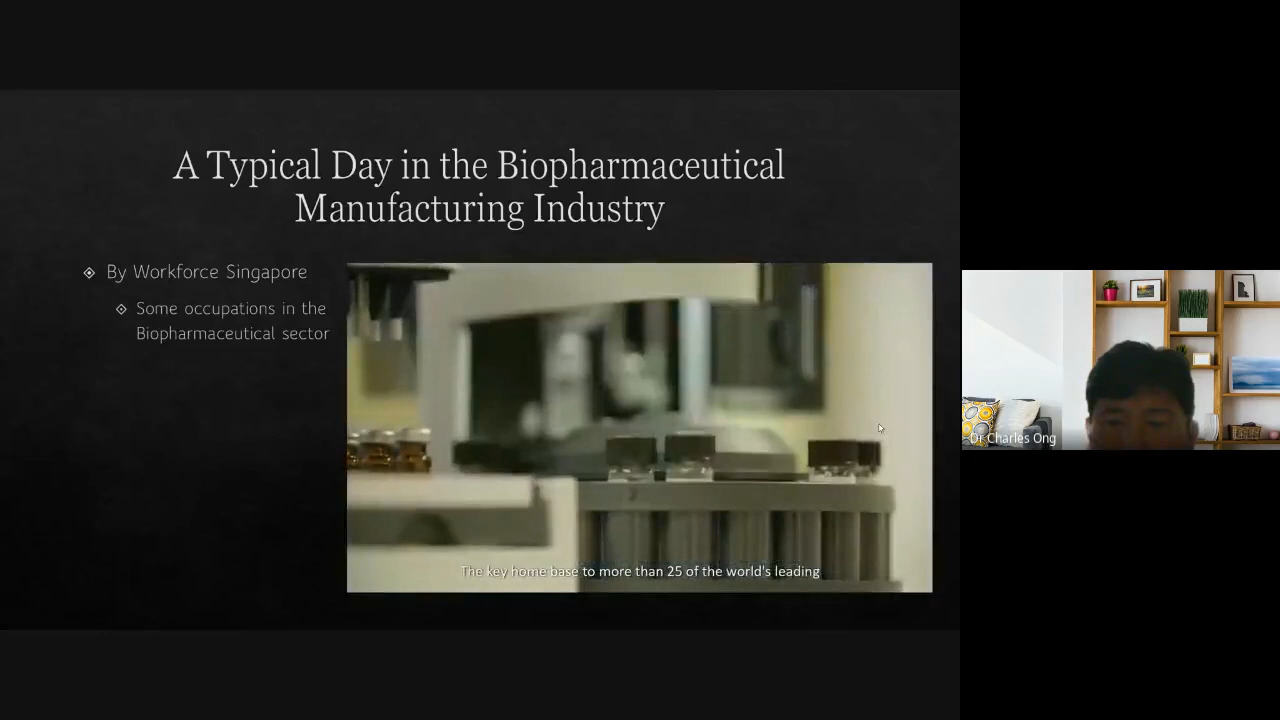 A Typical Day in the Biopharmaceutical
Manufacturing Industry
By Workforce Singapore
Some occupations in the
Biopharmaceutical sector
The key home base to more than 25 of the world's leading
Dr Charles Ong